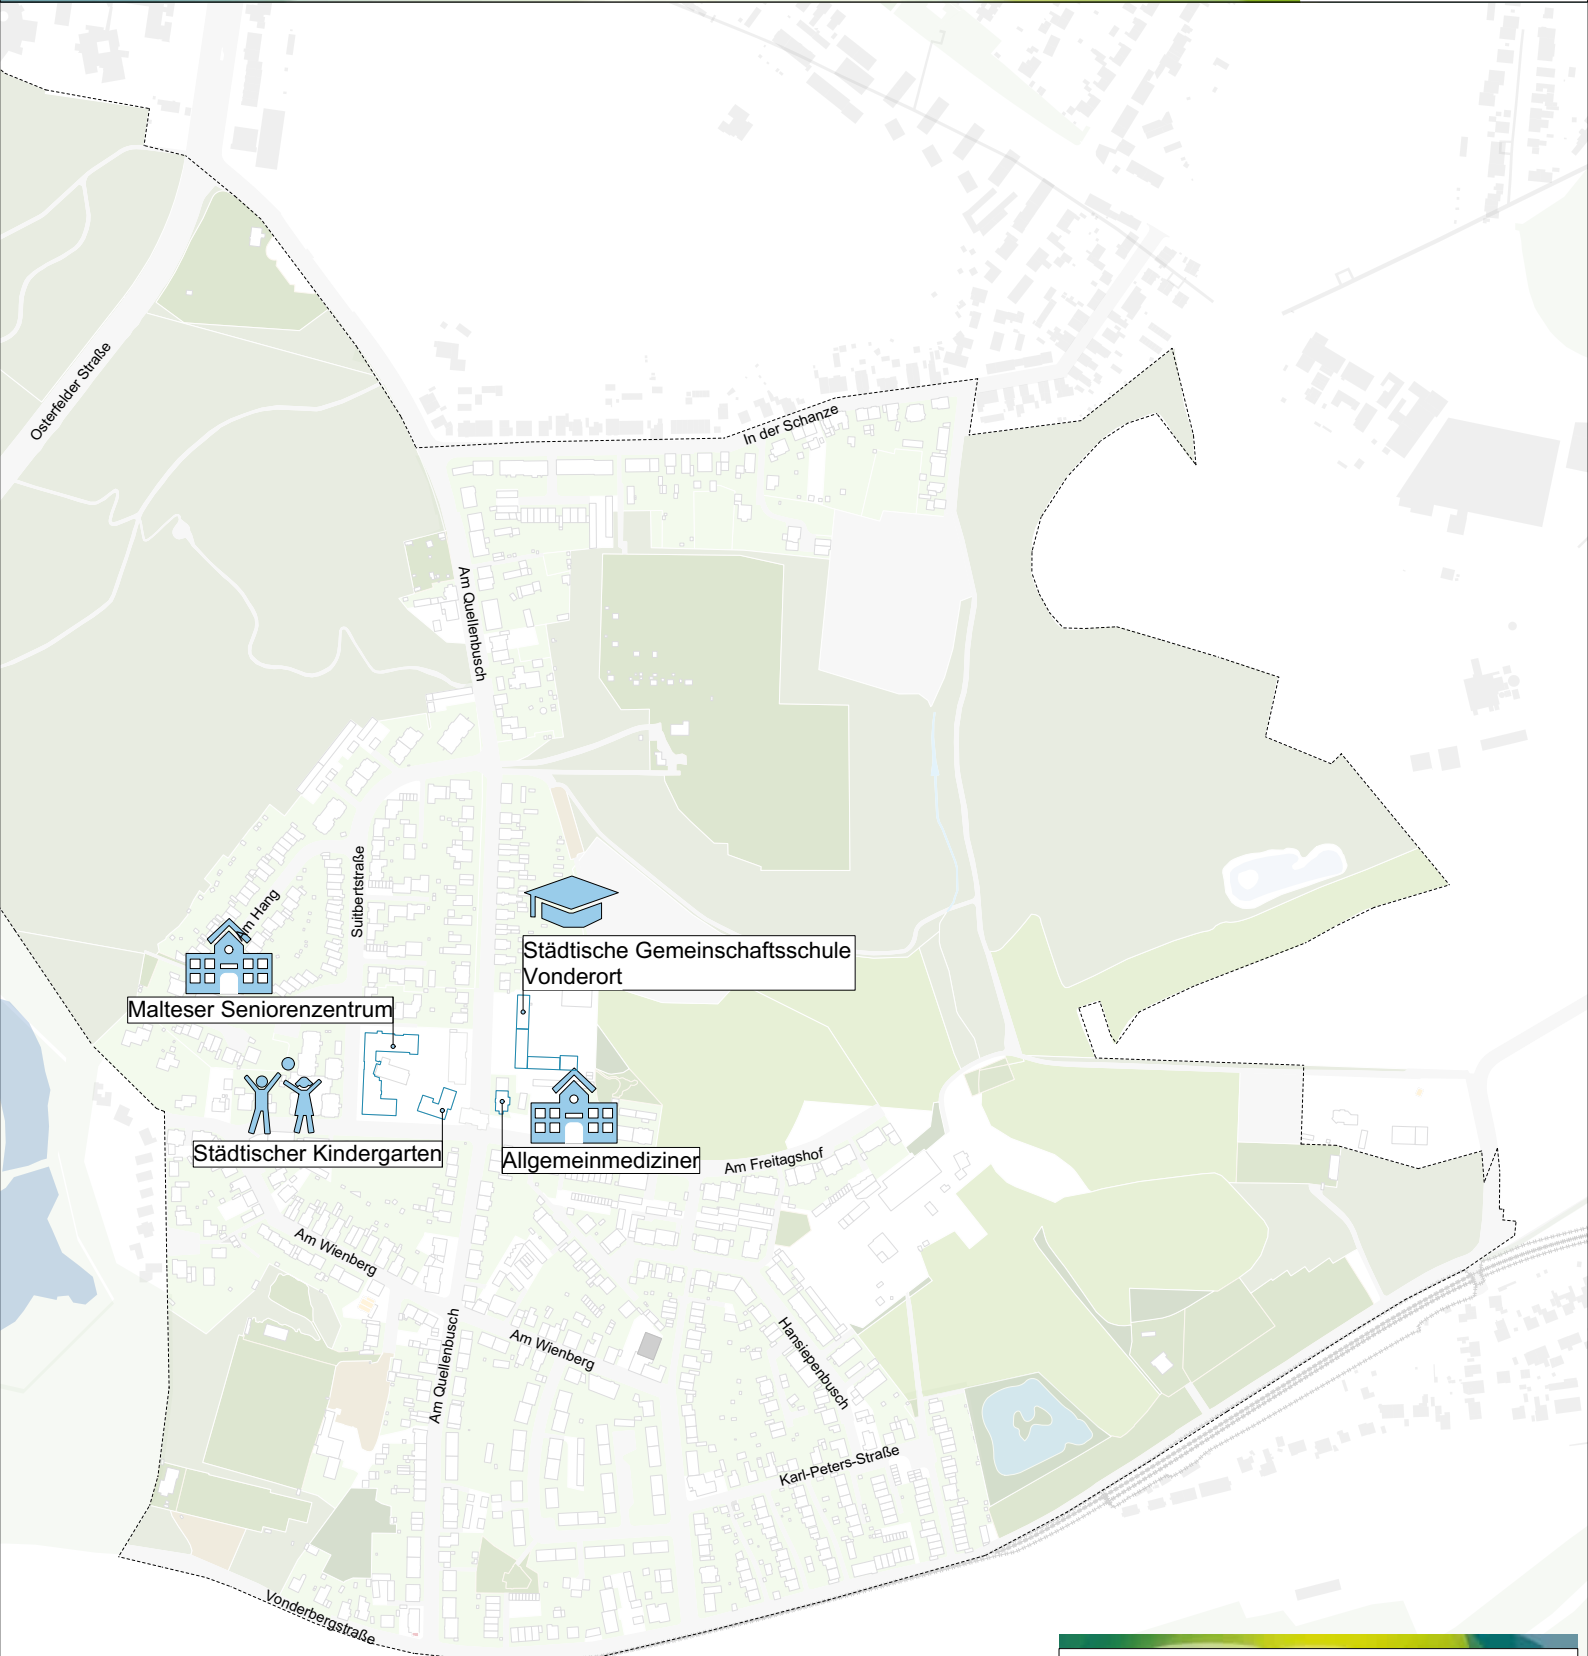 Osterfelder Straße
In der Schanze
Am Quellenbusch
Suitbertstraße
Am Hang
Städtische Gemeinschaftsschule
Vonderort
Malteser Seniorenzentrum
Städtischer Kindergarten
Allgemeinmediziner
Am Freitagshof
Am Wienberg
Am Quellenbusch
Am Wienberg
Hansiepenbusch
Karl-Peters-Straße
Vonderbergstraße